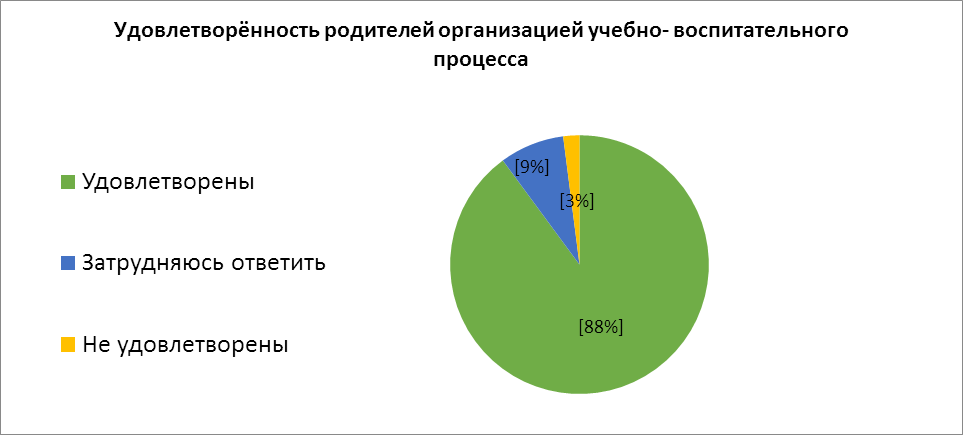 Удовлетворённость родителей организацией учебно- воспитательного
процесса
Удовлетворены
Затрудняюсь ответить
Не удовлетворены
[9%]
[3%]
[88%]